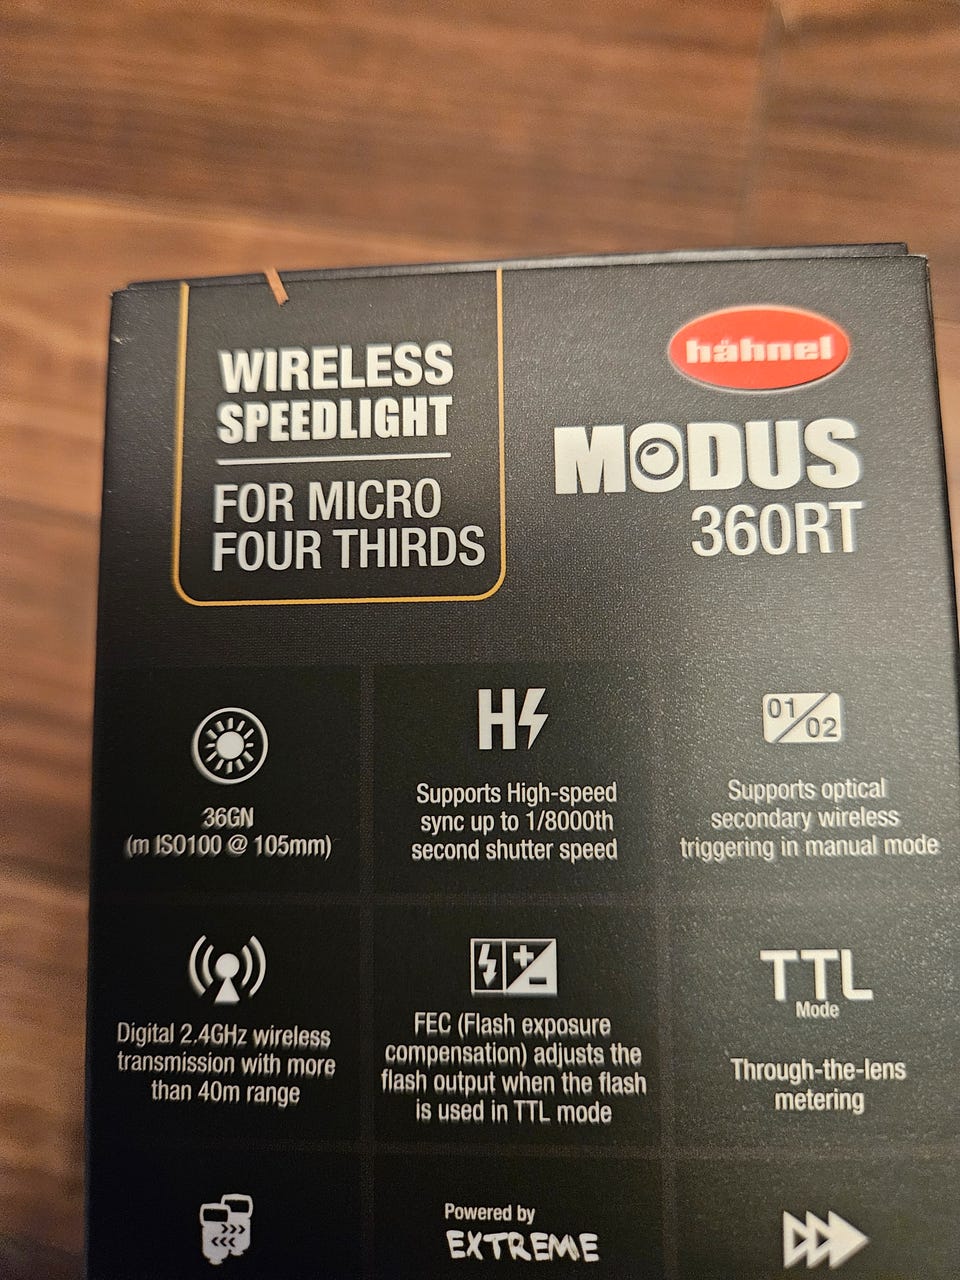 WIRELESS
SPEEDLIGHT
FOR MICRO
FOUR THIRDS
hähnel
MODUS
360RT
36GN
(m ISO100 @ 105mm)
HS
Supports High-speed
sync up to 1/8000th
second shutter speed
01/02
Supports optical
secondary wireless
triggering in manual mode
Digital 2.4GHz wireless
transmission with more
than 40m range
FEC (Flash exposure
compensation) adjusts the
flash output when the flash
is used in TTL mode
TTL
Mode
Through-the-lens
metering
Powered by
EXTREME